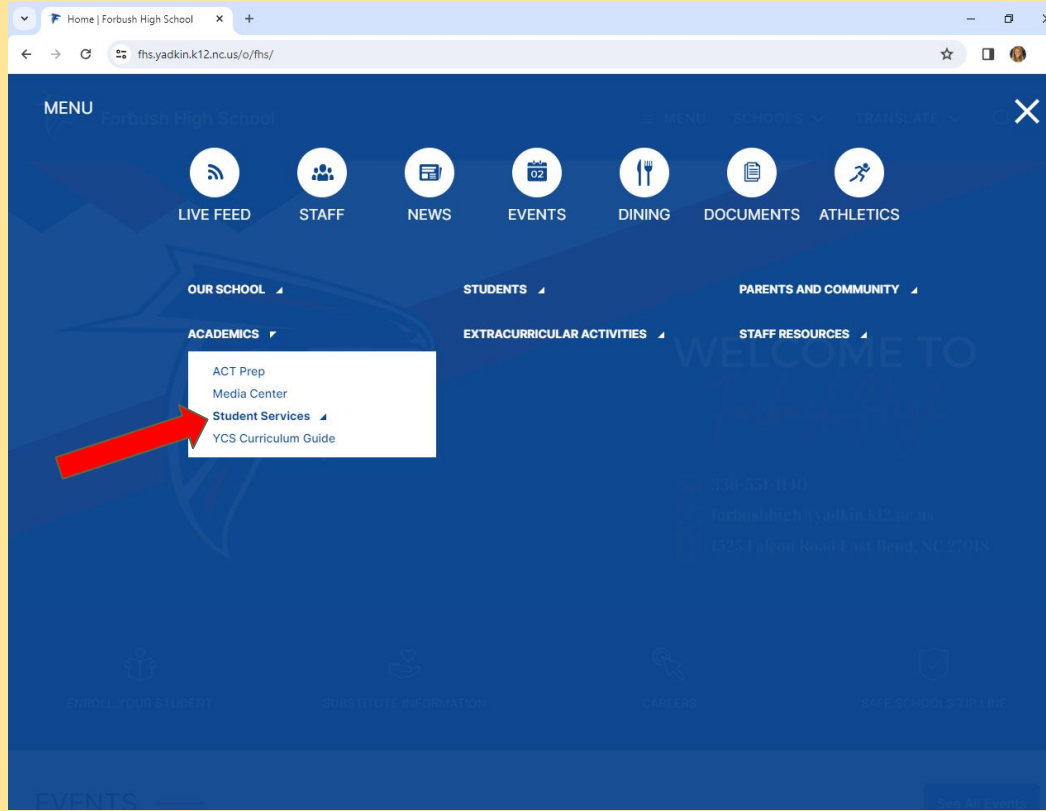 Home | Forbush High School
fhs.yadkin.k12.nc.us/o/fhs/
MENU
Forbush High School
MENU SCHOOLS TRANSLATE
LIVE FEED STAFF NEWS EVENTS DINING DOCUMENTS ATHLETICS
02
OUR SCHOOL STUDENTS PARENTS AND COMMUNITY
ACADEMICS EXTRACURRICULAR ACTIVITIES STAFF RESOURCES
WELCOME TO
ACT Prep
Media Center
Student Services
YCS Curriculum Guide
forbushhigh@yadkin.k12.nc.us
1525 Falcon Road East Bend, NC 27018
ENROLL YOUR STUDENT SUBSTITUTE INFORMATION CAREERS SAFE SCHOOLS TIP LINE
EVENTS